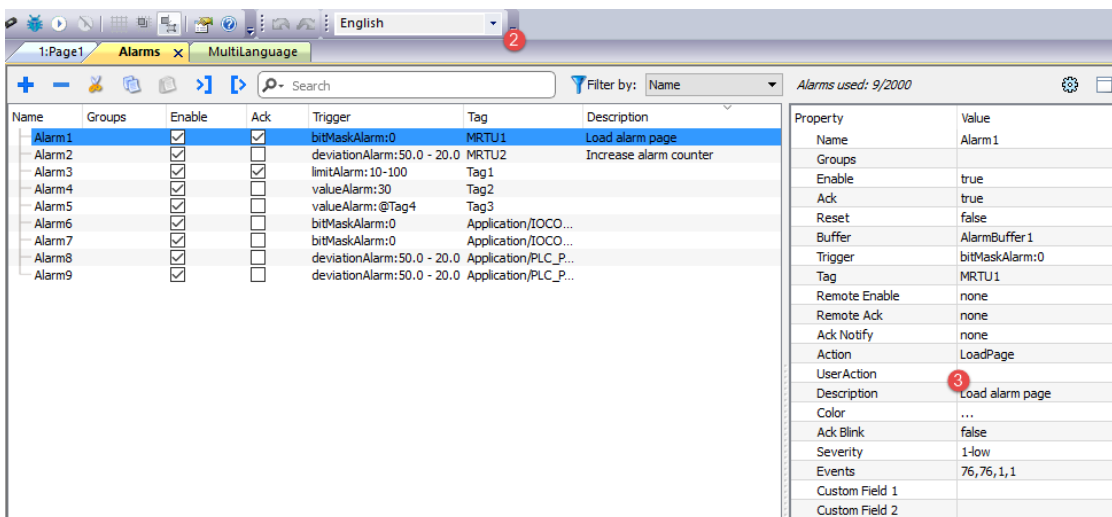 English
2
1:Page1 Alarms x MultiLanguage
Search Filter by: Name Alarms used: 9/2000
Name Groups Enable Ack Trigger Tag Description
Alarm1 bitMaskAlarm:0 MRTU1 Load alarm page
Alarm2 deviationAlarm:50.0 - 20.0 MRTU2 Increase alarm counter
Alarm3 limitAlarm:10-100 Tag1
Alarm4 valueAlarm:30 Tag2
Alarm5 valueAlarm:@Tag4 Tag3
Alarm6 bitMaskAlarm:0 Application/IOCO...
Alarm7 bitMaskAlarm:0 Application/IOCO...
Alarm8 deviationAlarm:50.0 - 20.0 Application/PLC_P...
Alarm9 deviationAlarm:50.0 - 20.0 Application/PLC_P...
Property Value
Name Alarm1
Groups
Enable true
Ack true
Reset false
Buffer AlarmBuffer1
Trigger bitMaskAlarm:0
Tag MRTU1
Remote Enable none
Remote Ack none
Ack Notify none
Action LoadPage
UserAction
3
Description Load alarm page
Color ...
Ack Blink false
Severity 1-low
Events 76,76,1,1
Custom Field 1
Custom Field 2